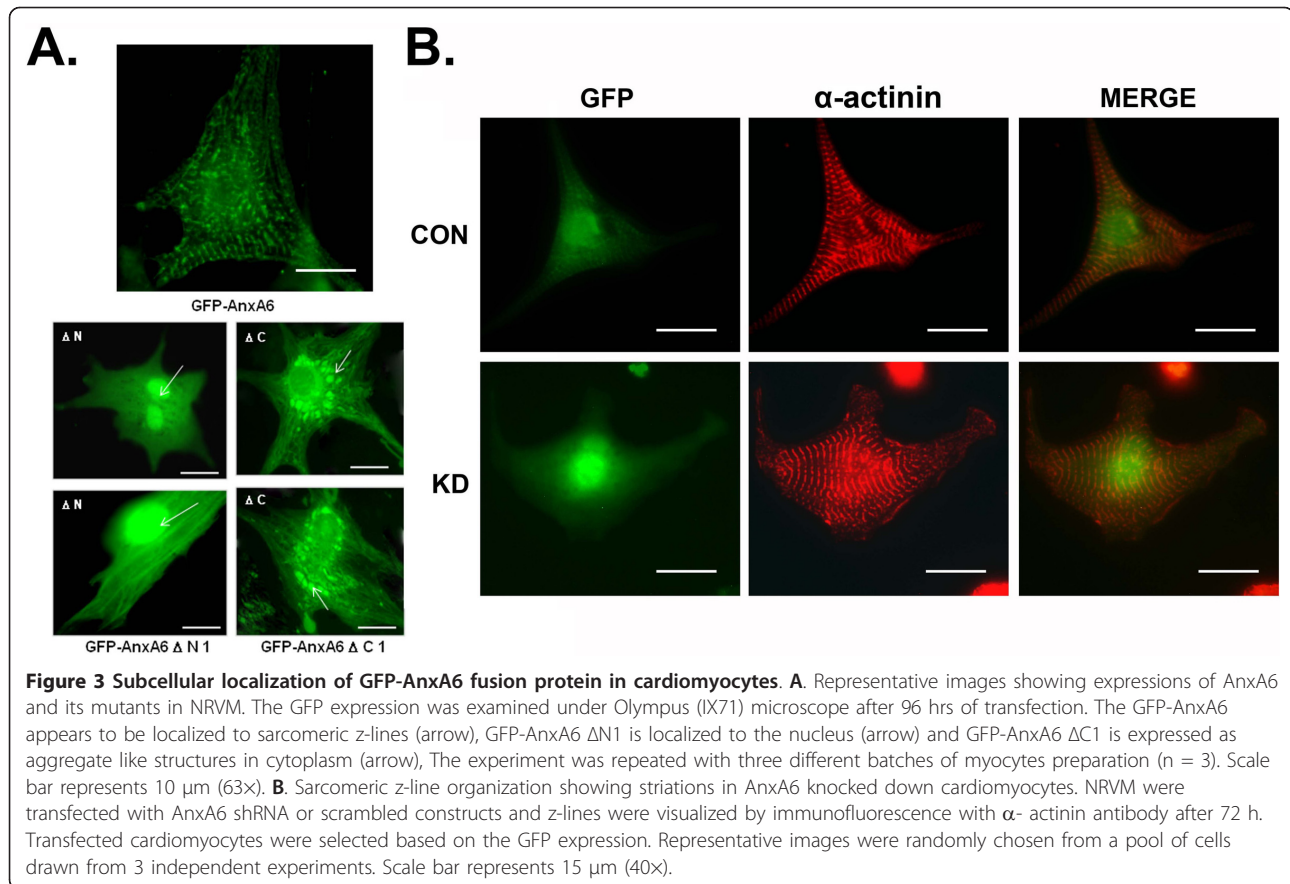 A.
B.
GFP
α-actinin
MERGE
CON
GFP-AnxA6
Δ N
Δ C
KD
Δ N
Δ C
GFP-AnxA6 Δ N 1
GFP-AnxA6 Δ C 1
Figure 3 Subcellular localization of GFP-AnxA6 fusion protein in cardiomyocytes. A. Representative images showing expressions of AnxA6
and its mutants in NRVM. The GFP expression was examined under Olympus (IX71) microscope after 96 hrs of transfection. The GFP-AnxA6
appears to be localized to sarcomeric z-lines (arrow), GFP-AnxA6 ΔN1 is localized to the nucleus (arrow) and GFP-AnxA6 ΔC1 is expressed as
aggregate like structures in cytoplasm (arrow), The experiment was repeated with three different batches of myocytes preparation (n = 3). Scale
bar represents 10 μm (63×). B. Sarcomeric z-line organization showing striations in AnxA6 knocked down cardiomyocytes. NRVM were
transfected with AnxA6 shRNA or scrambled constructs and z-lines were visualized by immunofluorescence with α- actinin antibody after 72 h.
Transfected cardiomyocytes were selected based on the GFP expression. Representative images were randomly chosen from a pool of cells
drawn from 3 independent experiments. Scale bar represents 15 μm (40×).